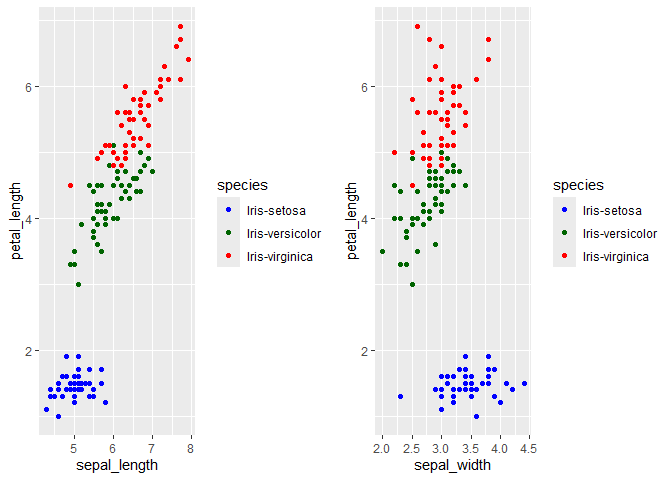 petal_length
6
4
2
5
6
7
8
sepal_length
species
Iris-setosa
Iris-versicolor
Iris-virginica
petal_length
6
4
2
2.0 2.5 3.0 3.5 4.0 4.5
sepal_width
species
Iris-setosa
Iris-versicolor
Iris-virginica